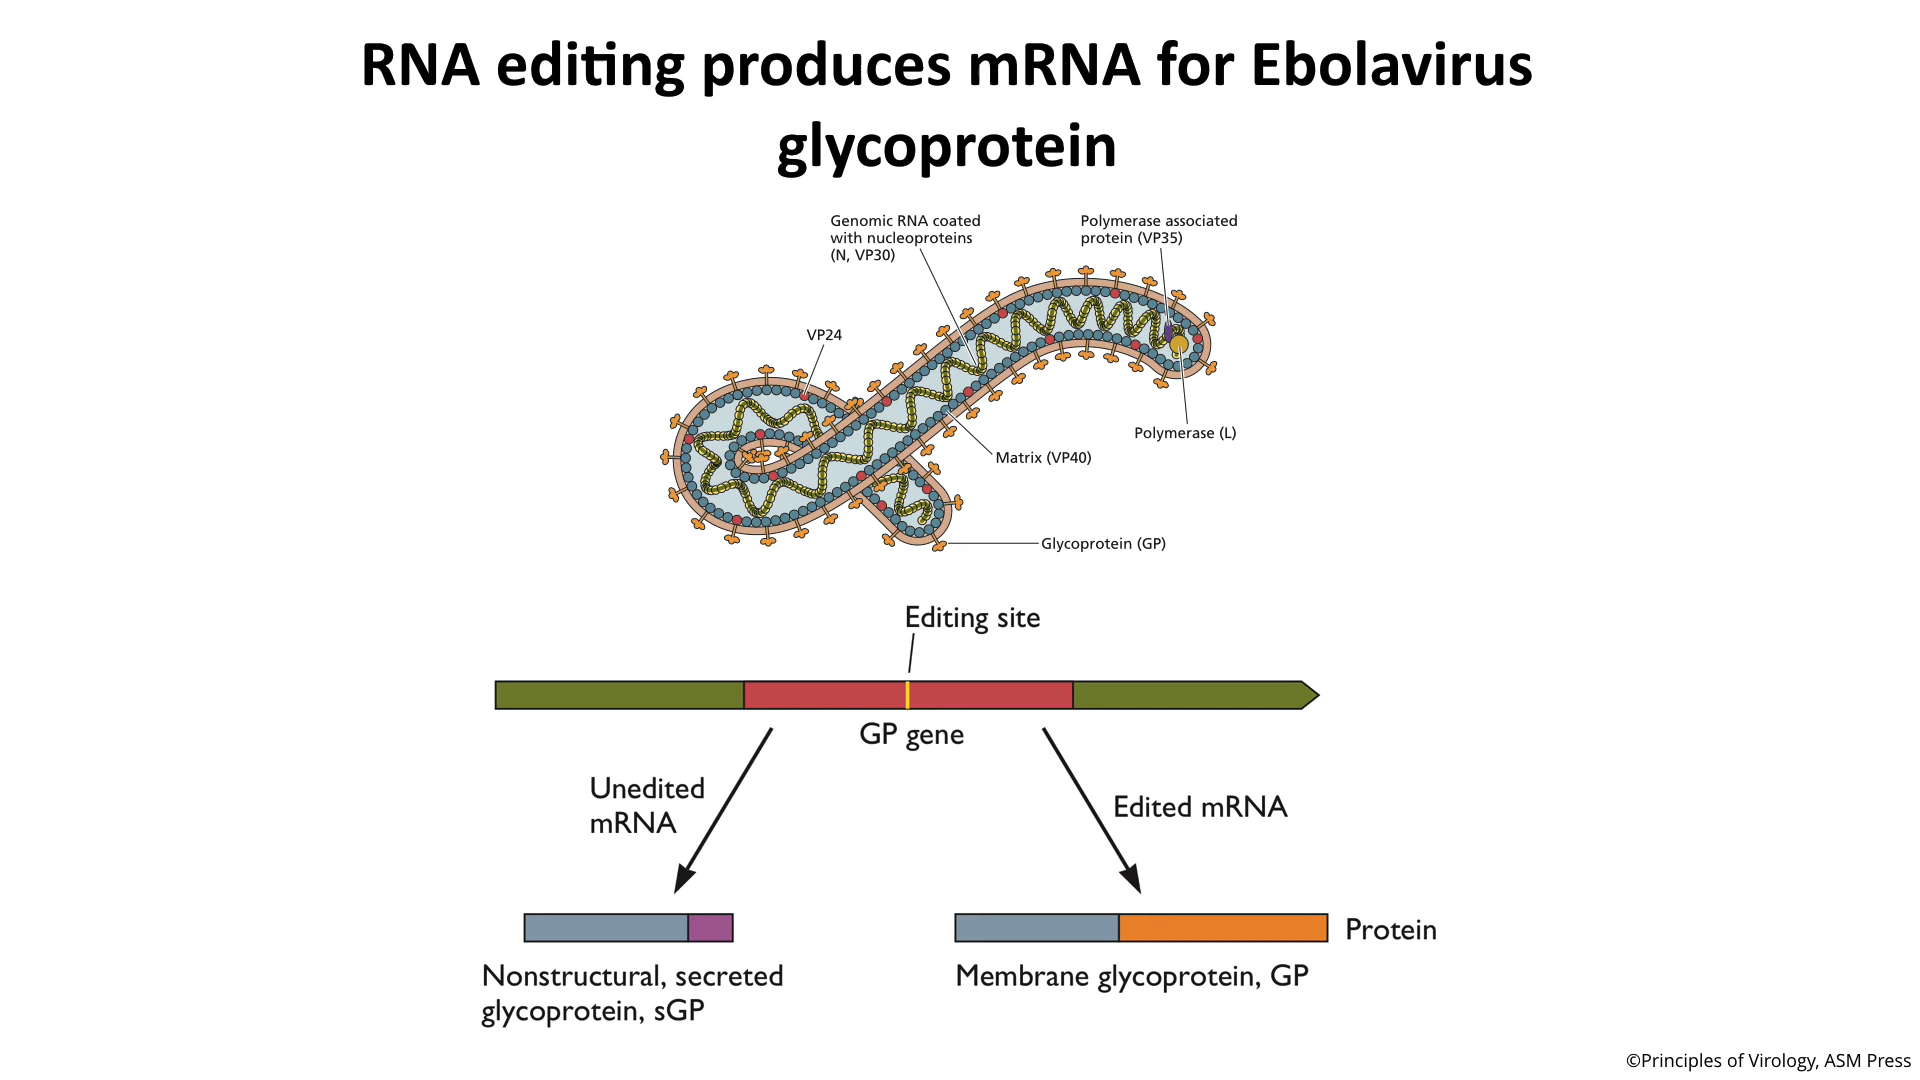 RNA editing produces mRNA for Ebolavirus
glycoprotein
Genomic RNA coated
with nucleoproteins
(N, VP30)
Polymerase associated
protein (VP35)
VP24
Polymerase (L)
Matrix (VP40)
Glycoprotein (GP)
Editing site
GP gene
Unedited
mRNA
Edited mRNA
Protein
Nonstructural, secreted
glycoprotein, sGP
Membrane glycoprotein, GP
©Principles of Virology, ASM Press